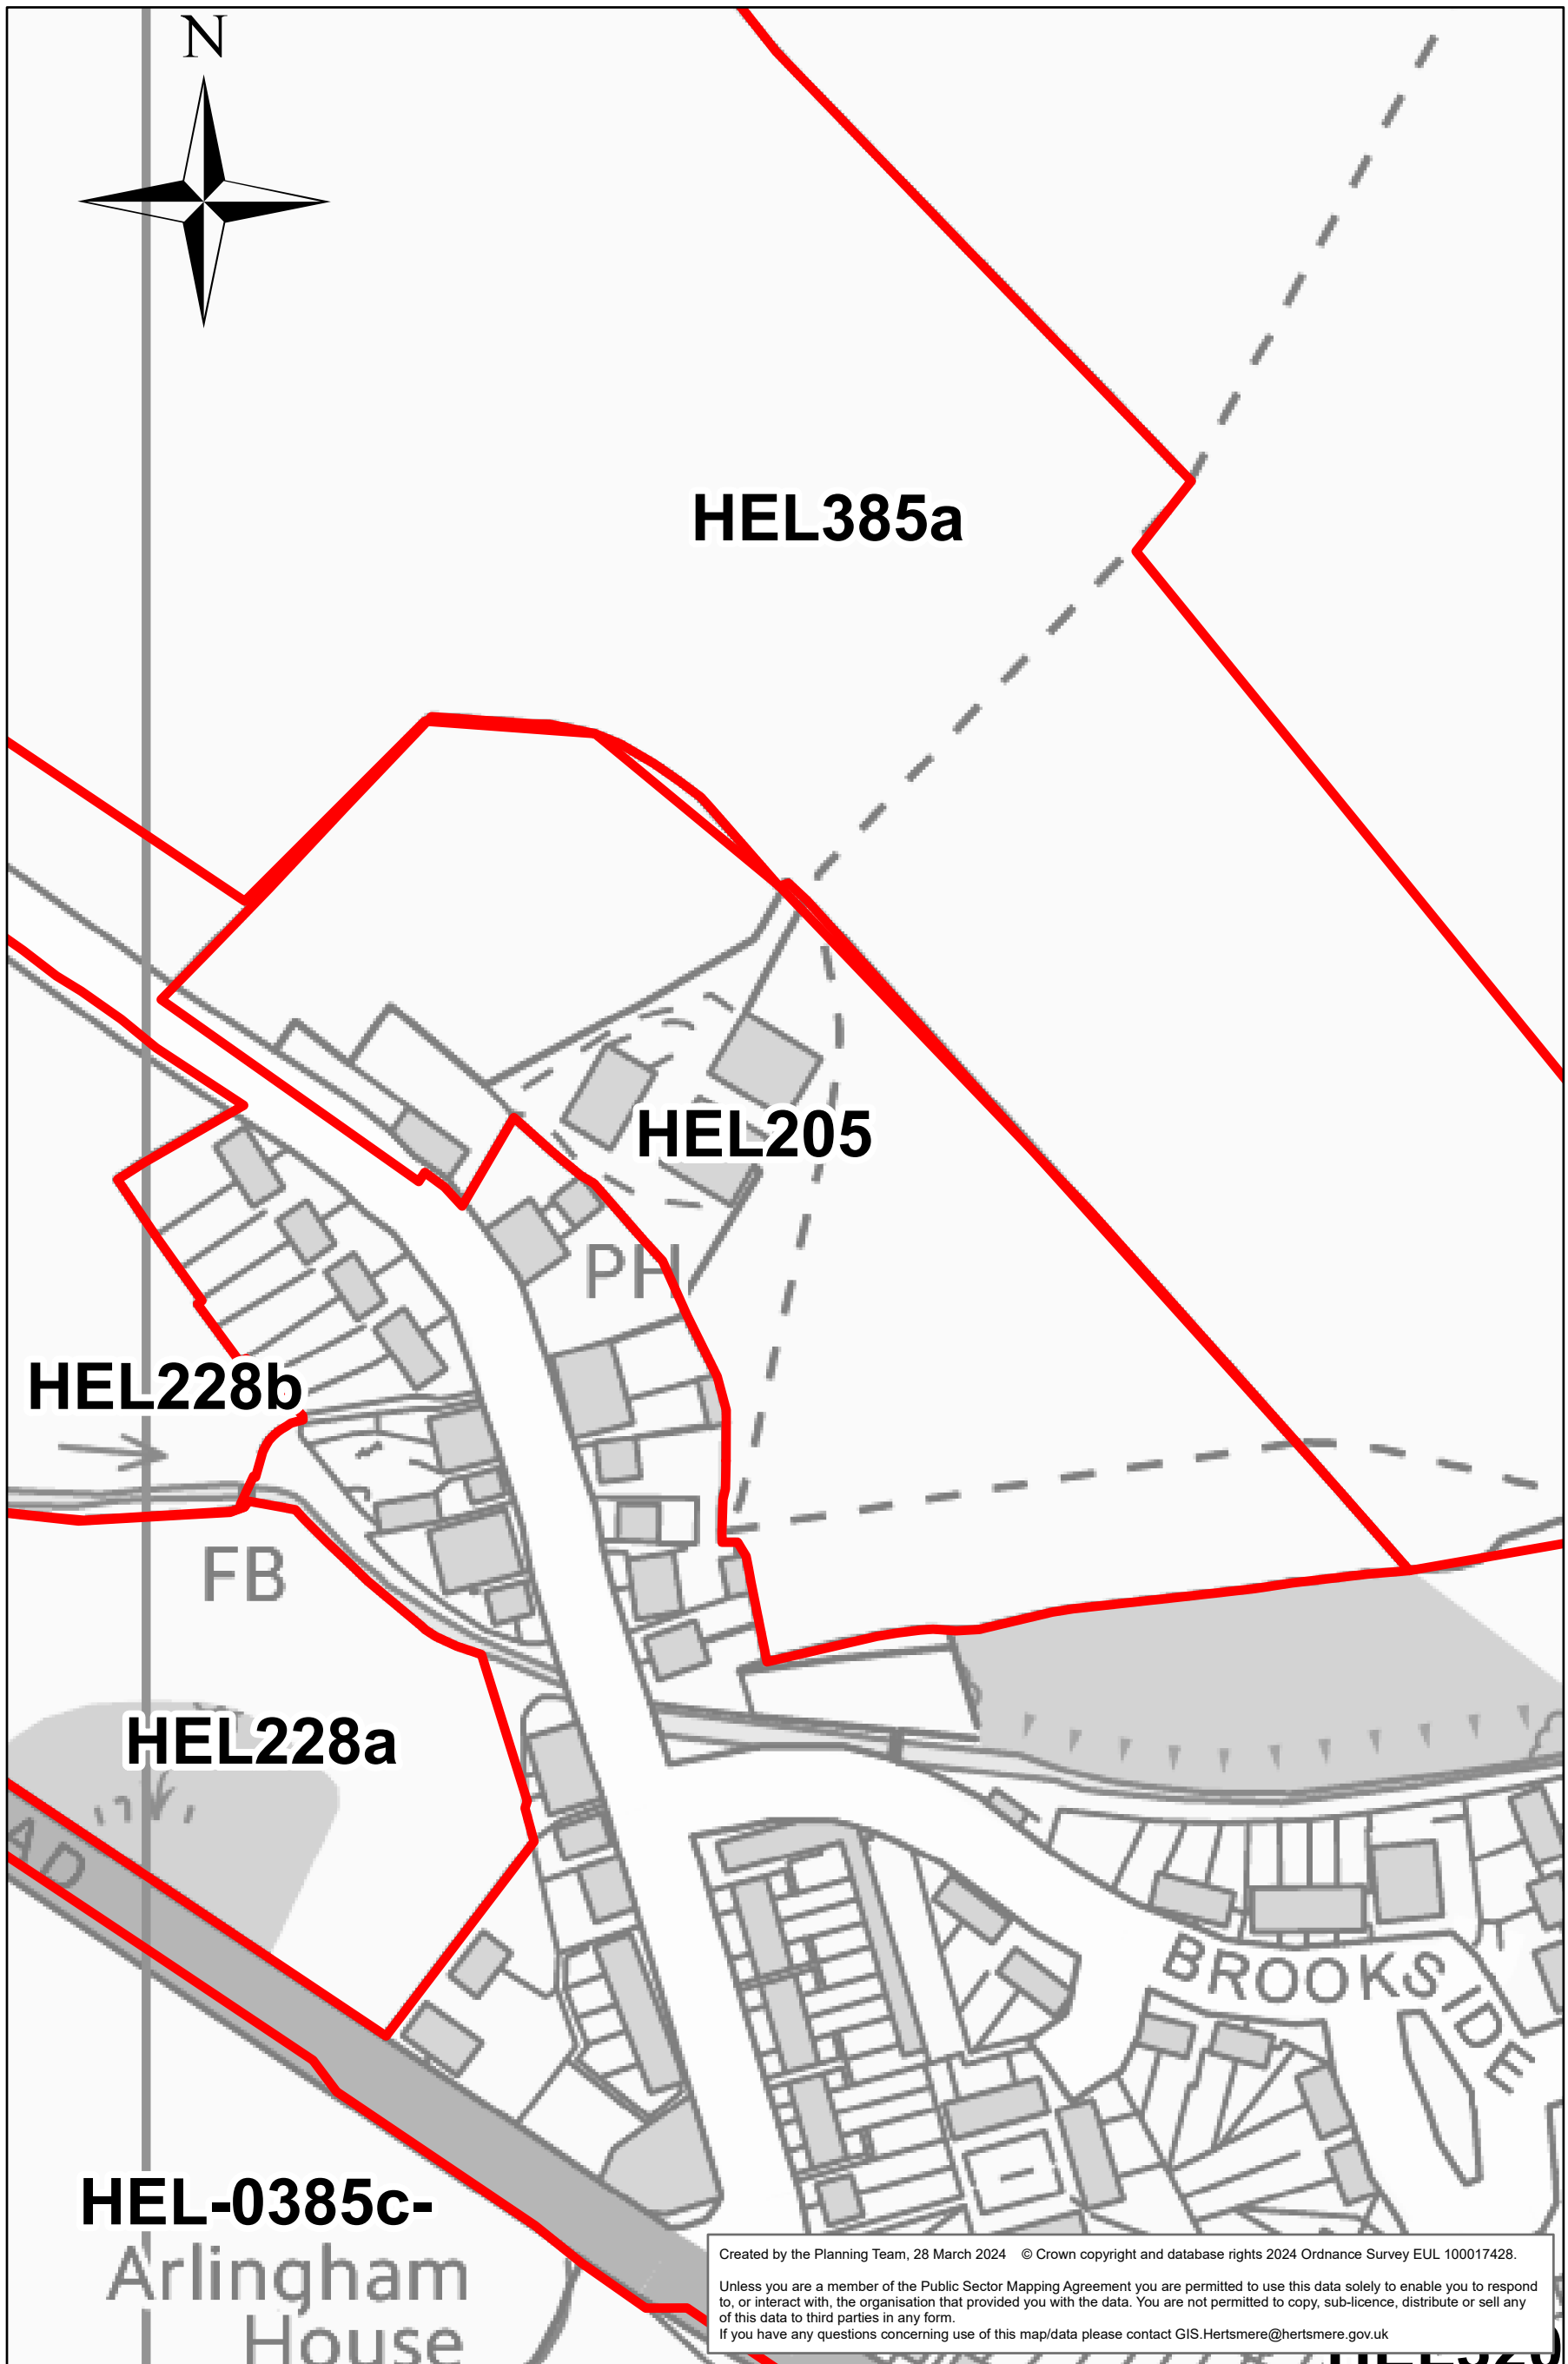 N
HEL385a
HEL205
PH
HEL228b
FB
HEL228a
AD
BROOKSIDE
HEL-0385c-
Arlingham
House
Created by the Planning Team, 28 March 2024 © Crown copyright and database rights 2024 Ordnance Survey EUL 100017428.
Unless you are a member of the Public Sector Mapping Agreement you are permitted to use this data solely to enable you to respond
to, or interact with, the organisation that provided you with the data. You are not permitted to copy, sub-licence, distribute or sell any
of this data to third parties in any form.
If you have any questions concerning use of this map/data please contact GIS.Hertsmere@hertsmere.gov.uk